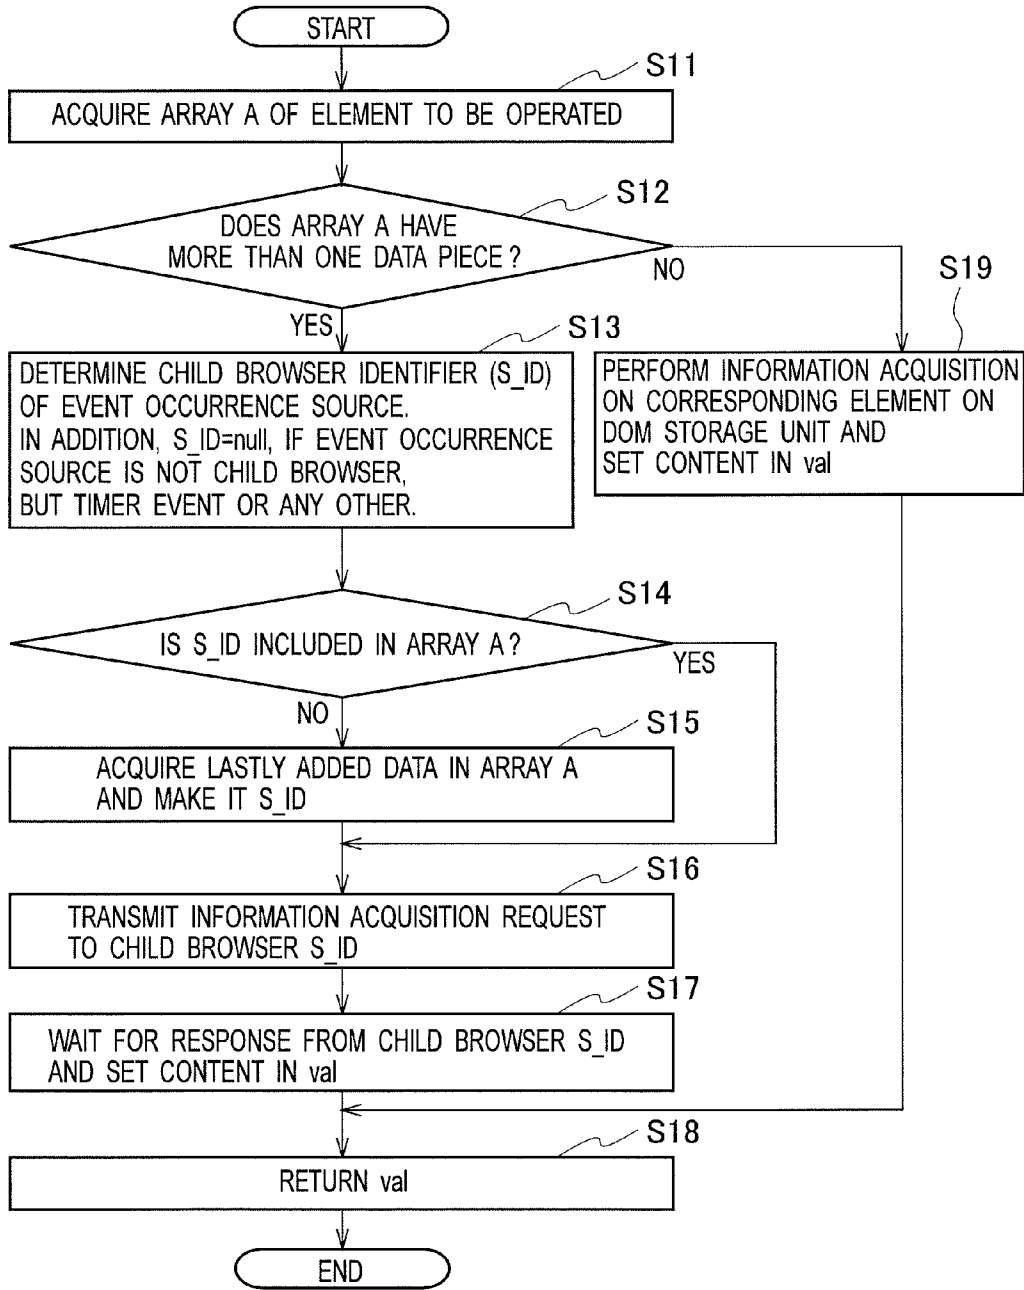 START
S11
ACQUIRE ARRAY A OF ELEMENT TO BE OPERATED
S12
DOES ARRAY A HAVE
MORE THAN ONE DATA PIECE?
NO
YES
S13
DETERMINE CHILD BROWSER IDENTIFIER (S_ID)
OF EVENT OCCURRENCE SOURCE.
IN ADDITION, S_ID=null, IF EVENT OCCURRENCE
SOURCE IS NOT CHILD BROWSER,
BUT TIMER EVENT OR ANY OTHER.
S19
PERFORM INFORMATION ACQUISITION
ON CORRESPONDING ELEMENT ON
DOM STORAGE UNIT AND
SET CONTENT IN val
S14
IS S_ID INCLUDED IN ARRAY A?
YES
NO
S15
ACQUIRE LASTLY ADDED DATA IN ARRAY A
AND MAKE IT S_ID
S16
TRANSMIT INFORMATION ACQUISITION REQUEST
TO CHILD BROWSER S_ID
S17
WAIT FOR RESPONSE FROM CHILD BROWSER S_ID
AND SET CONTENT IN val
S18
RETURN val
END